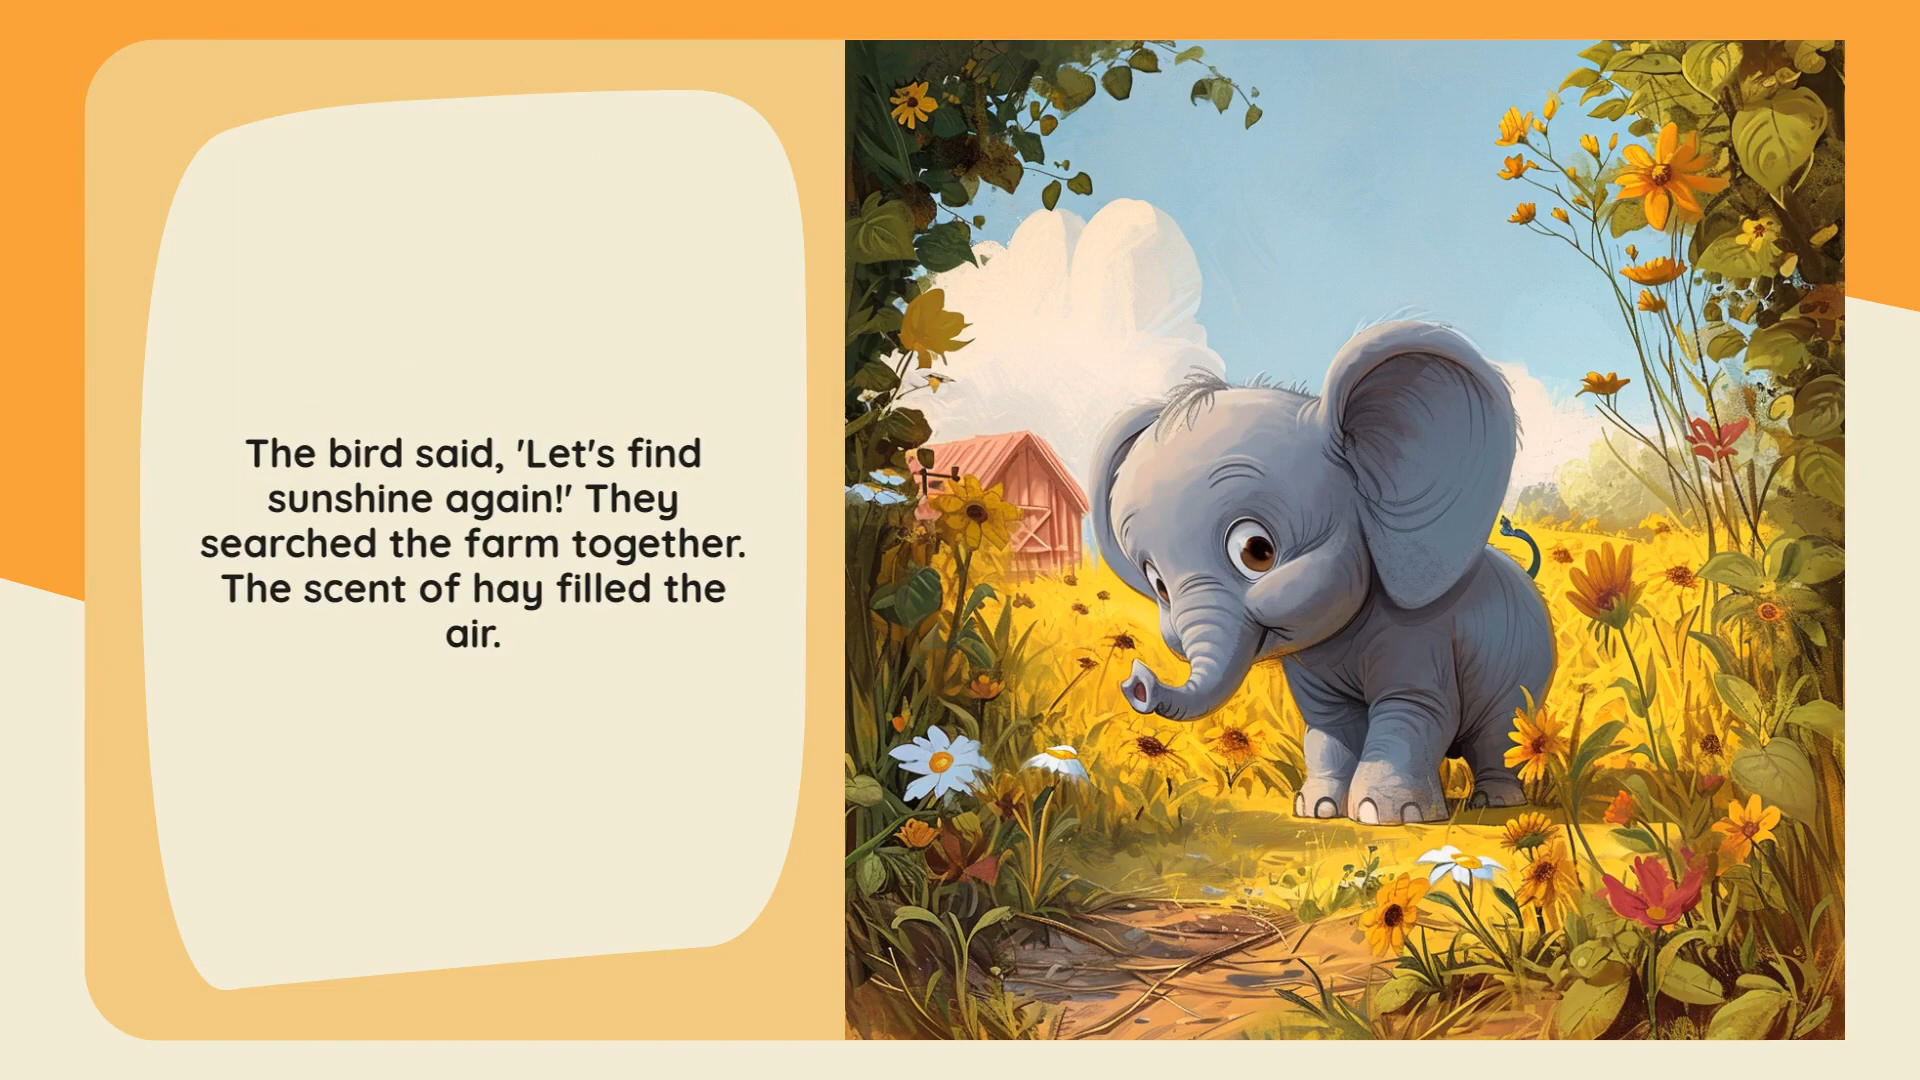 The bird said, 'Let's find
sunshine again!' They
searched the farm together.
The scent of hay filled the
air.